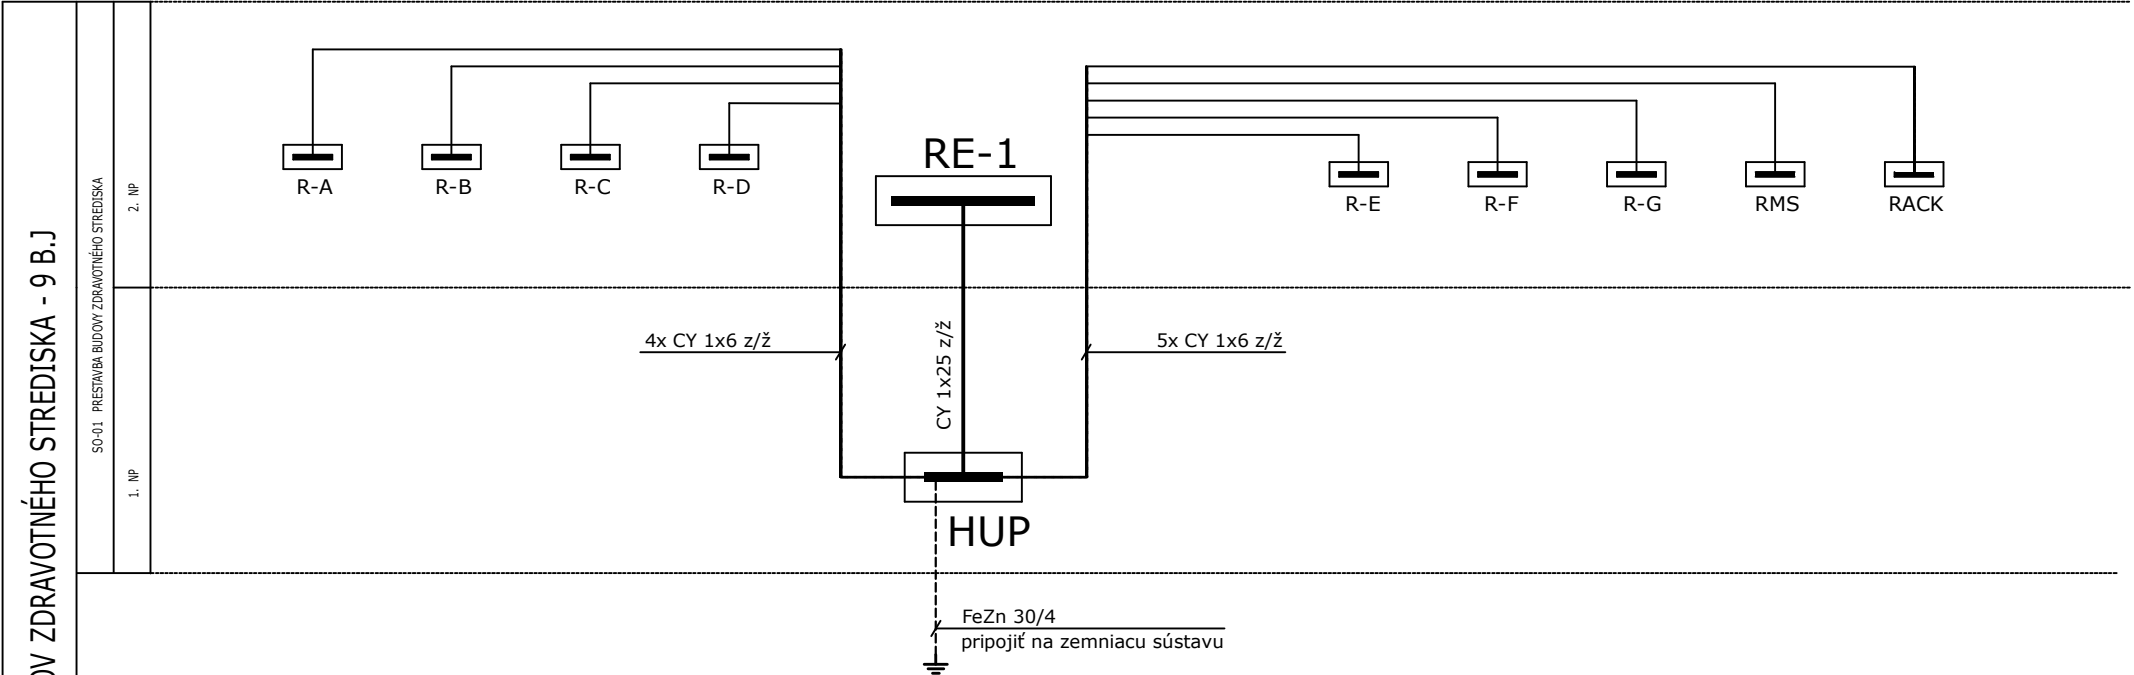 OV ZDRAVOTNÉHO STREDISKA - 9 B.J
SO-01 PRESTAVBA BUDOVY ZDRAVOTNÉHO STREDISKA
2. NP
1. NP
R-A
R-B
R-C
R-D
RE-1
R-E
R-F
R-G
RMS
RACK
4x CY 1x6 z/ž
CY 1x25 z/ž
5x CY 1x6 z/ž
HUP
FeZn 30/4
pripojiť na zemniacu sústavu